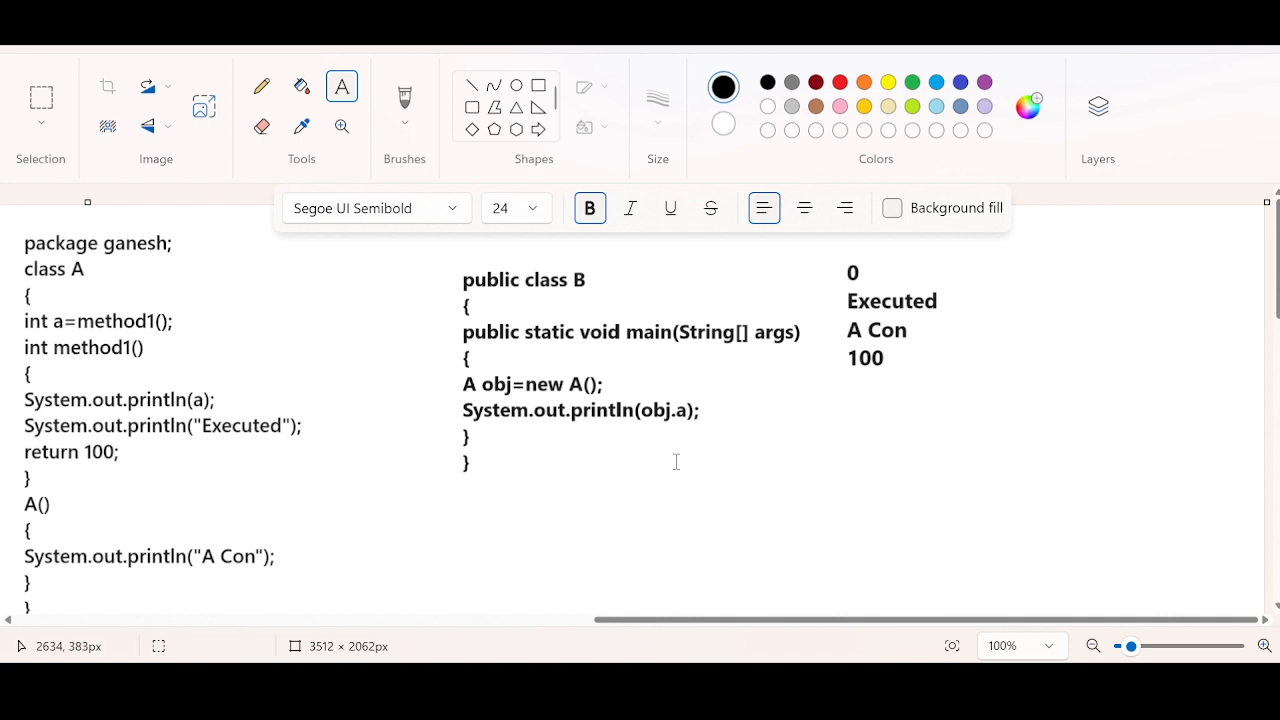 Selection
Image
Tools
Brushes
Shapes
Size
Colors
Layers
Segoe UI Semibold
24
B
I
U
S
Background fill
package ganesh;
class A
{
int a=method1();
int method1()
{
System.out.println(a);
System.out.println("Executed");
return 100;
}
A()
{
System.out.println("A Con");
}
}
public class B
{
public static void main(String[] args)
{
A obj=new A();
System.out.println(obj.a);
}
}
0
Executed
A Con
100
2634, 383px
3512 × 2062px
100%